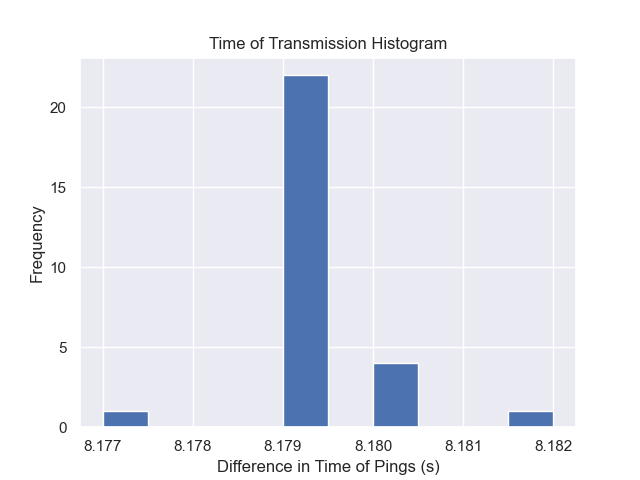 Time of Transmission Histogram
20
15
10
5
0
Frequency
8.177 8.178 8.179 8.180 8.181 8.182
Difference in Time of Pings (s)